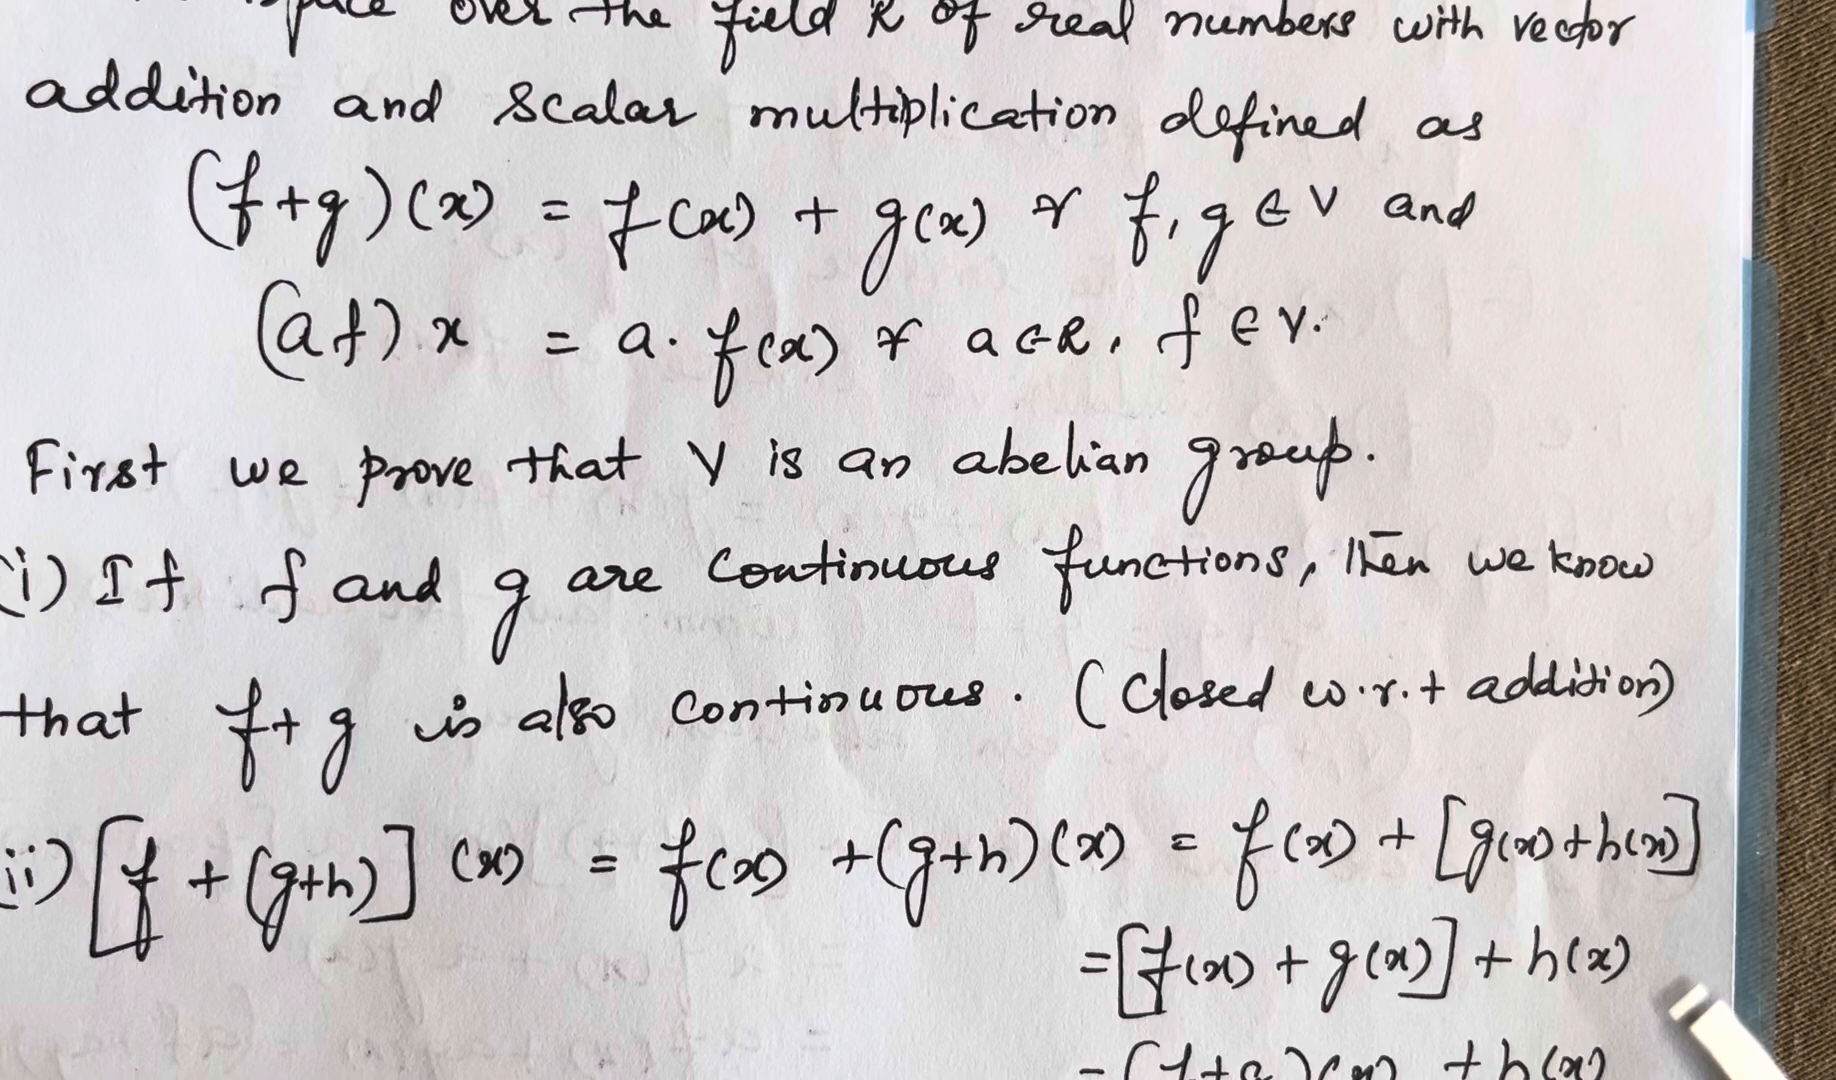 space over the field R of real numbers with vector
addition and scalar multiplication defined as
(f+g)(x) = f(x) + g(x) ∀ f, g ∈ V and
(af).x = a.f(x) ∀ a ∈ R, f ∈ V.
First we prove that V is an abelian group.
(i) If f and g are continuous functions, then we know
that f+g is also continuous. (Closed w.r.t addition)
ii) [f + (g+h)] (x) = f(x) + (g+h)(x) = f(x) + [g(x)+h(x)]
= [f(x) + g(x)] + h(x)
= (f+g)(x) + h(x)